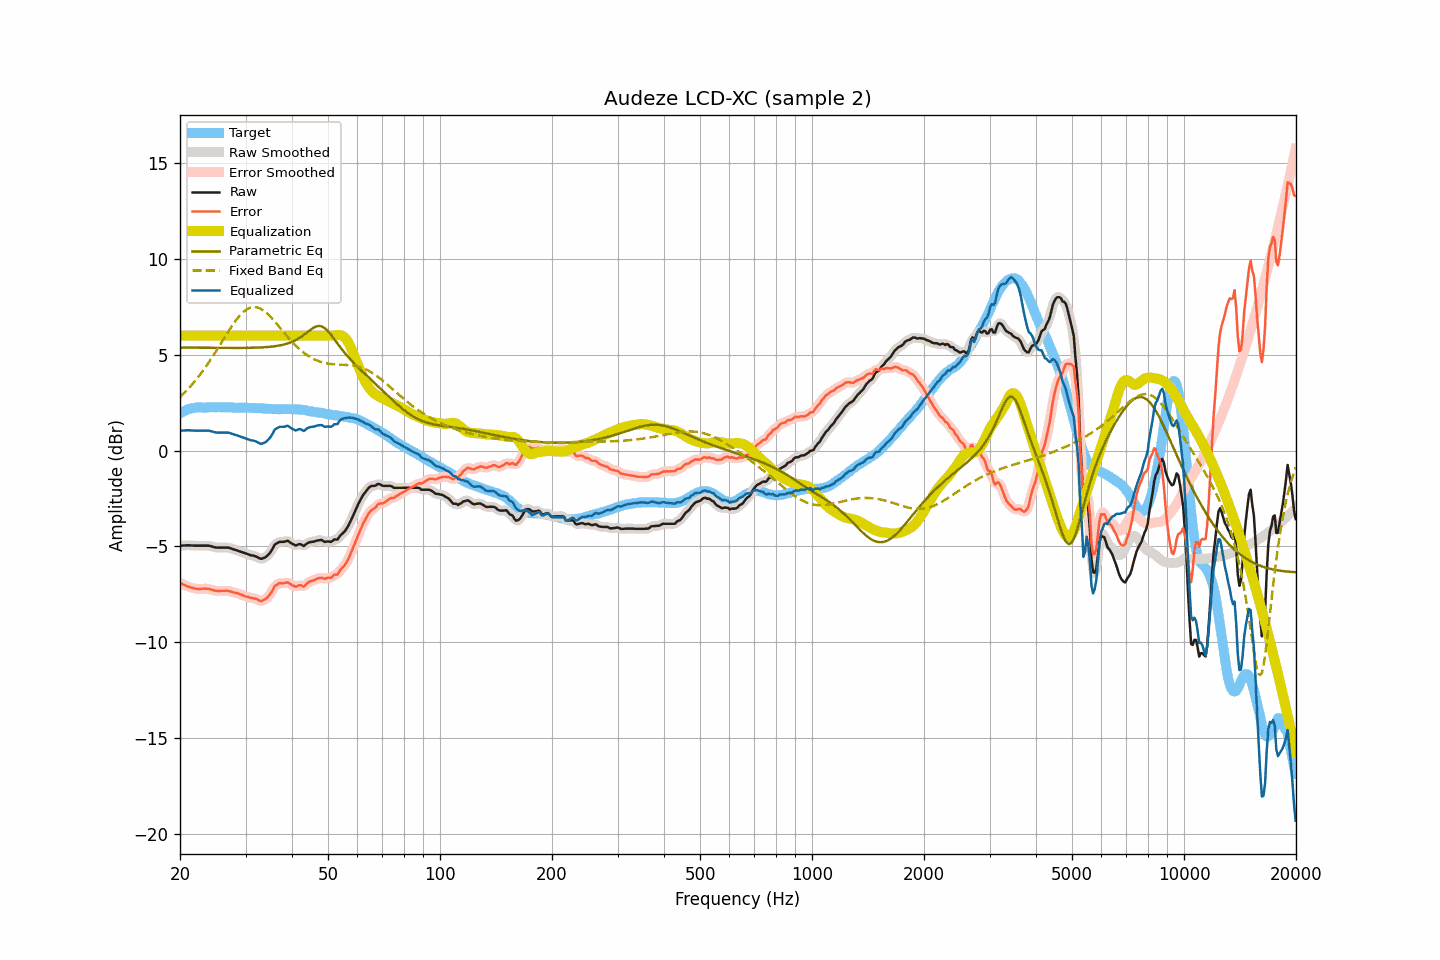 Audeze LCD-XC (sample 2)
Target
Raw Smoothed
Error Smoothed
Raw
Error
Equalization
Parametric Eq
Fixed Band Eq
Equalized
15
10
5
0
−5
−10
−15
−20
Amplitude (dBr)
20 50 100 200 500 1000 2000 5000 10000 20000
Frequency (Hz)